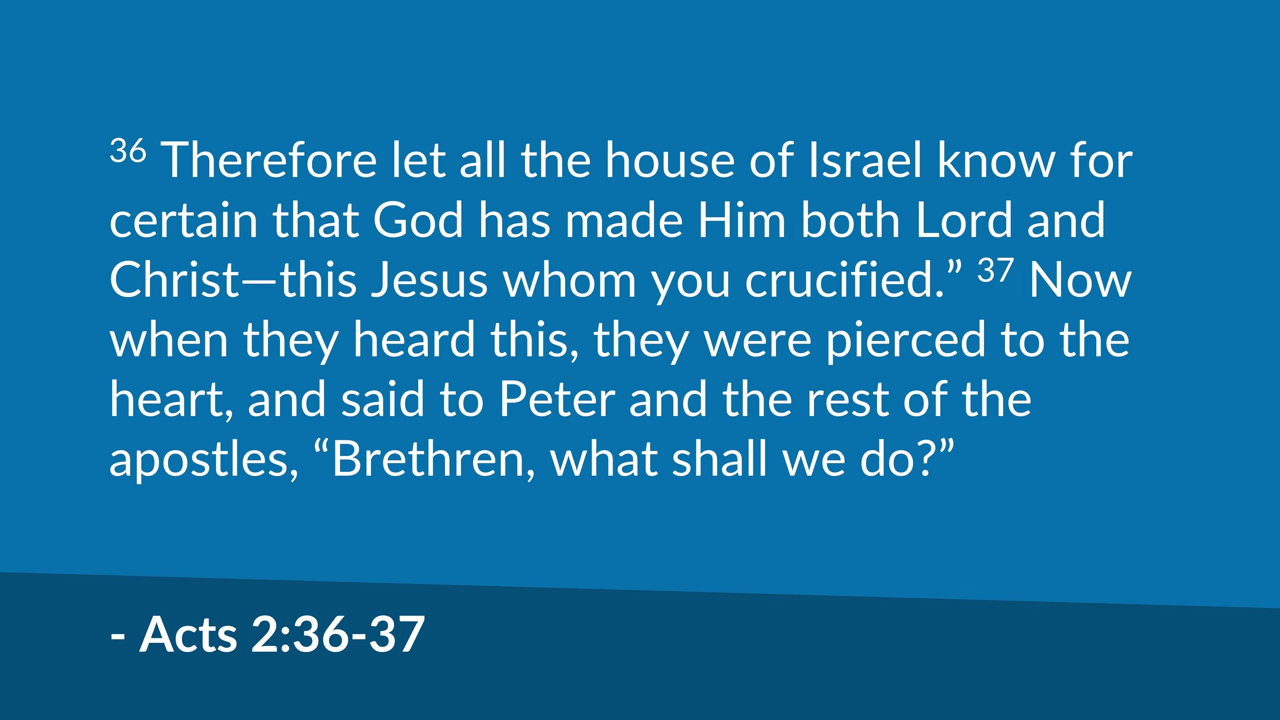 36 Therefore let all the house of Israel know for
certain that God has made Him both Lord and
Christ—this Jesus whom you crucified.” 37 Now
when they heard this, they were pierced to the
heart, and said to Peter and the rest of the
apostles, “Brethren, what shall we do?”
- Acts 2:36-37